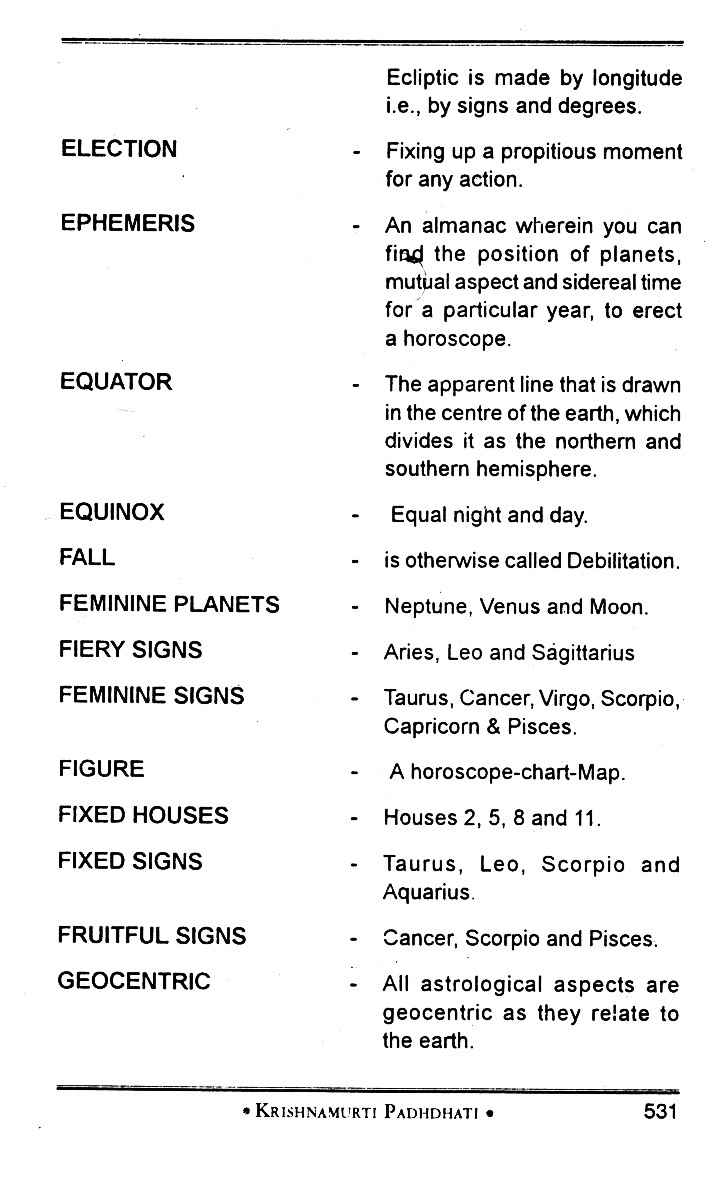 Ecliptic is made by longitude
i.e., by signs and degrees.
ELECTION - Fixing up a propitious moment
for any action.
EPHEMERIS - An almanac wherein you can
find the position of planets,
mutual aspect and sidereal time
for a particular year, to erect
a horoscope.
EQUATOR - The apparent line that is drawn
in the centre of the earth, which
divides it as the northern and
southern hemisphere.
EQUINOX - Equal night and day.
FALL - is otherwise called Debilitation.
FEMININE PLANETS - Neptune, Venus and Moon.
FIERY SIGNS - Aries, Leo and Sagittarius
FEMININE SIGNS - Taurus, Cancer, Virgo, Scorpio,
Capricorn & Pisces.
FIGURE - A horoscope-chart-Map.
FIXED HOUSES - Houses 2, 5, 8 and 11.
FIXED SIGNS - Taurus, Leo, Scorpio and
Aquarius.
FRUITFUL SIGNS - Cancer, Scorpio and Pisces.
GEOCENTRIC - All astrological aspects are
geocentric as they relate to
the earth.
• KRISHNAMURTI PADHDHATI • 531